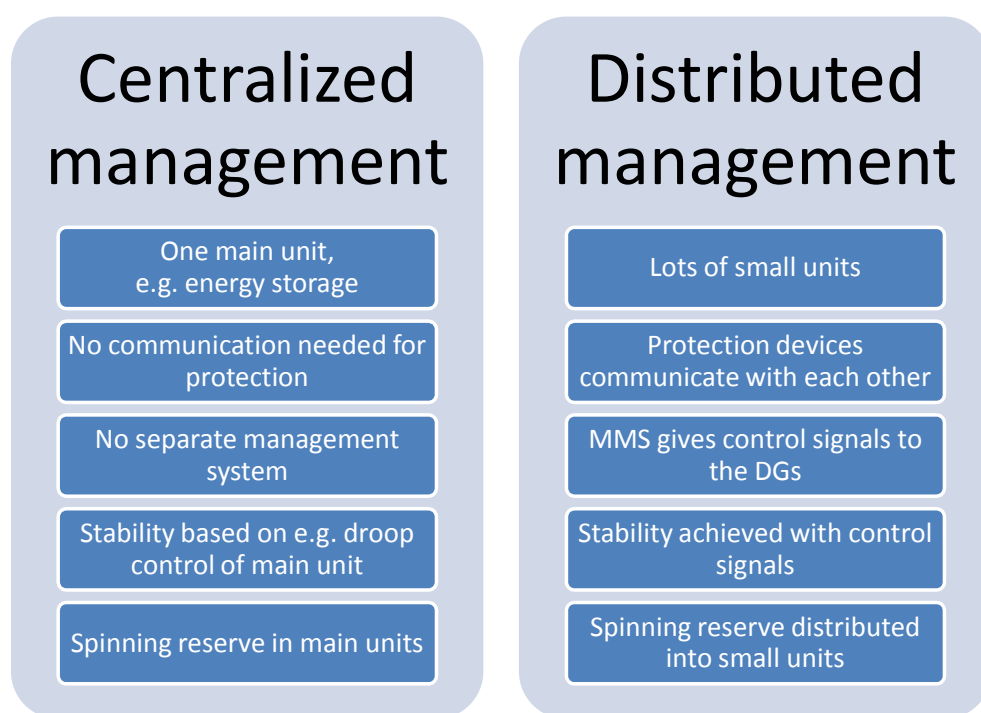 Centralized
management
One main unit,
e.g. energy storage
No communication needed for
protection
No separate management
system
Stability based on e.g. droop
control of main unit
Spinning reserve in main units
Distributed
management
Lots of small units
Protection devices
communicate with each other
MMS gives control signals to
the DGs
Stability achieved with control
signals
Spinning reserve distributed
into small units